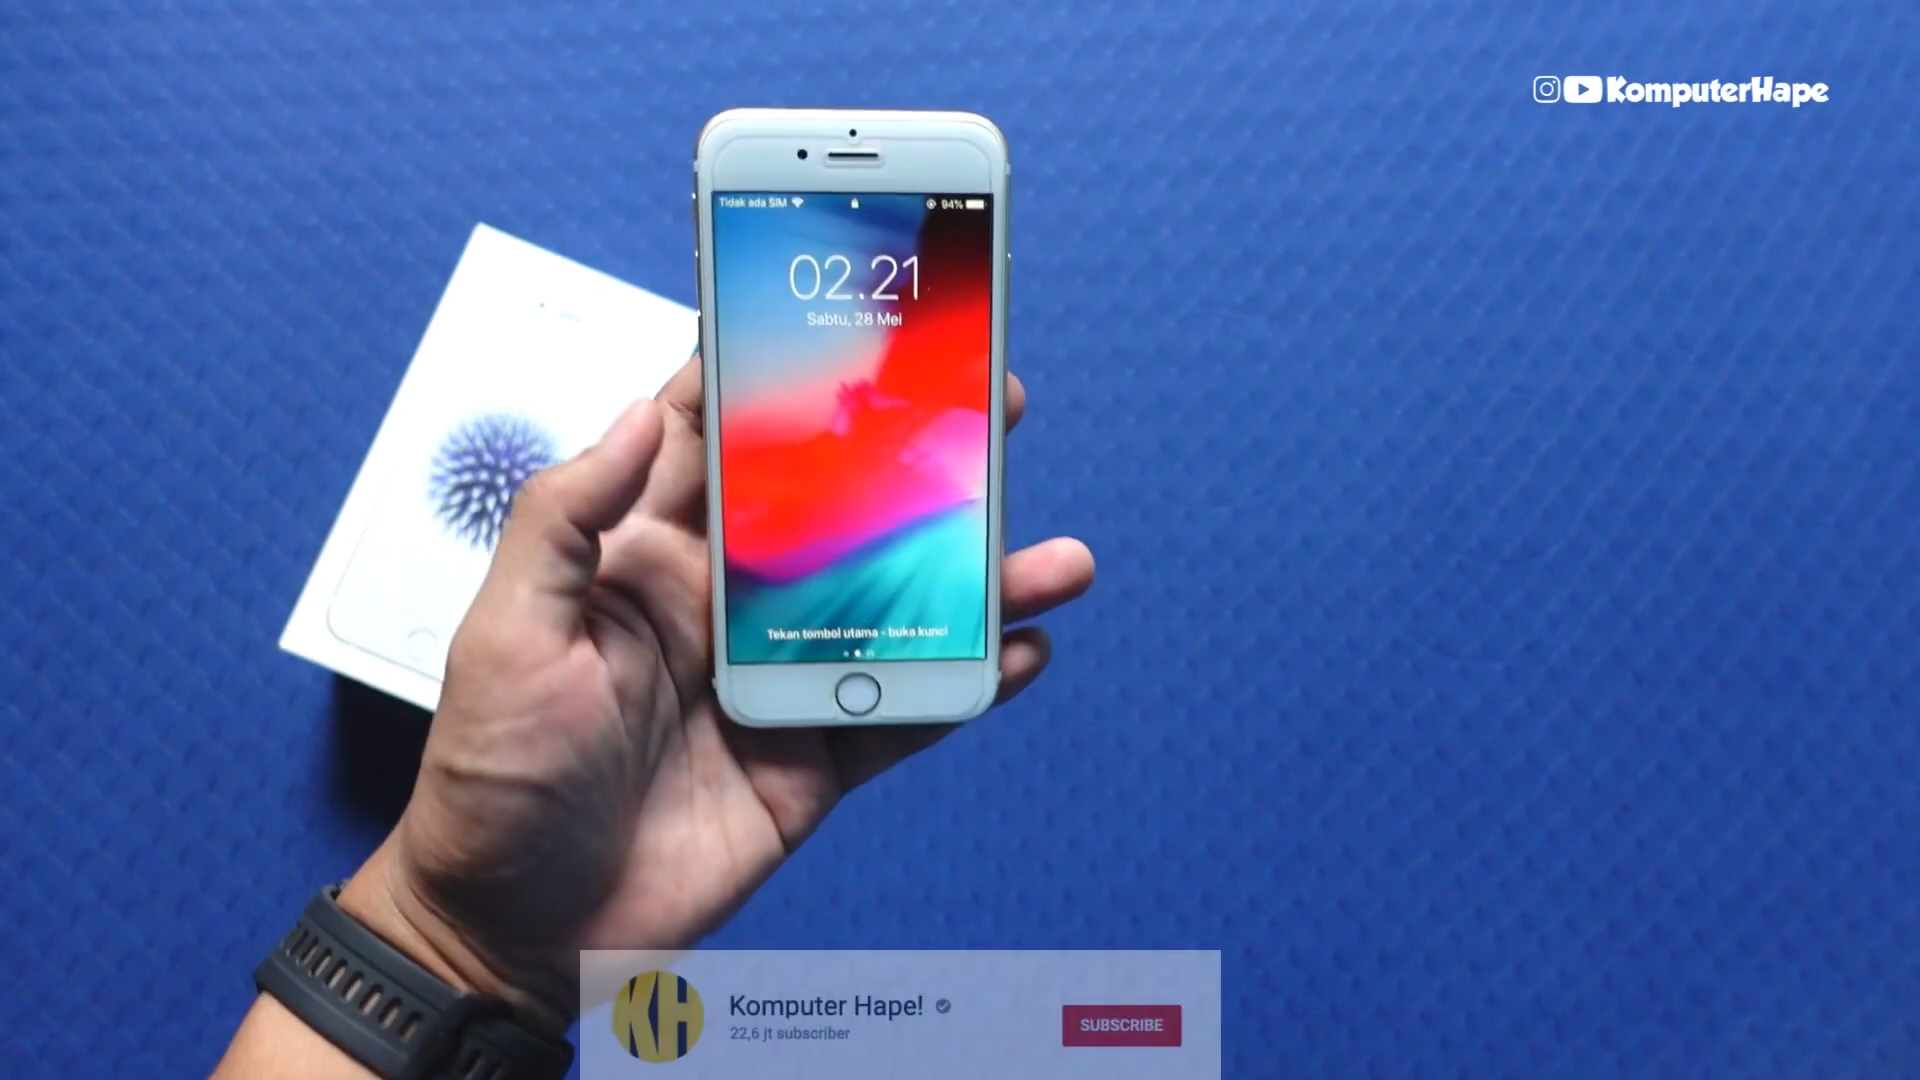 KomputerHape
Tidak ada SIM
94%
02.21
Sabtu, 28 Mei
Tekan tombol utama - buka kunci
KH
Komputer Hape!
22,6 jt subscriber
SUBSCRIBE